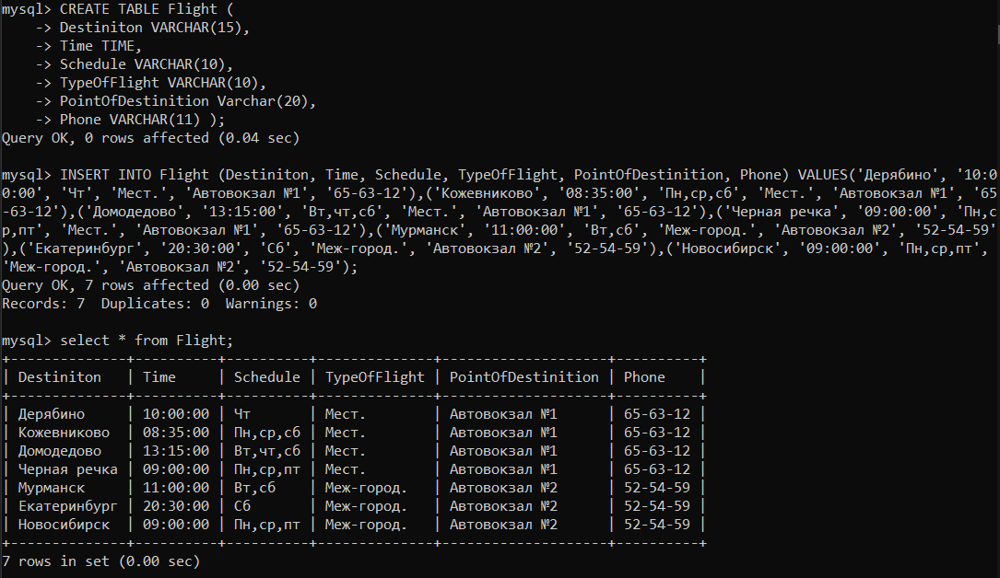 mysql> CREATE TABLE Flight (
    -> Destiniton VARCHAR(15),
    -> Time TIME,
    -> Schedule VARCHAR(10),
    -> TypeOfFlight VARCHAR(10),
    -> PointOfDestinition Varchar(20),
    -> Phone VARCHAR(11) );
Query OK, 0 rows affected (0.04 sec)

mysql> INSERT INTO Flight (Destiniton, Time, Schedule, TypeOfFlight, PointOfDestinition, Phone) VALUES('Дерябино', '10:0
0:00', 'Чт', 'Мест.', 'Автовокзал №1', '65-63-12'),('Кожевниково', '08:35:00', 'Пн,ср,сб', 'Мест.', 'Автовокзал №1', '65
-63-12'),('Домодедово', '13:15:00', 'Вт,чт,сб', 'Мест.', 'Автовокзал №1', '65-63-12'),('Черная речка', '09:00:00', 'Пн,с
р,пт', 'Мест.', 'Автовокзал №1', '65-63-12'),('Мурманск', '11:00:00', 'Вт,сб', 'Меж-город.', 'Автовокзал №2', '52-54-59'
),('Екатеринбург', '20:30:00', 'Сб', 'Меж-город.', 'Автовокзал №2', '52-54-59'),('Новосибирск', '09:00:00', 'Пн,ср,пт',
'Меж-город.', 'Автовокзал №2', '52-54-59');
Query OK, 7 rows affected (0.00 sec)
Records: 7  Duplicates: 0  Warnings: 0

mysql> select * from Flight;
+--------------+----------+----------+--------------+--------------------+----------+
| Destiniton   | Time     | Schedule | TypeOfFlight | PointOfDestinition | Phone    |
+--------------+----------+----------+--------------+--------------------+----------+
| Дерябино     | 10:00:00 | Чт       | Мест.        | Автовокзал №1      | 65-63-12 |
| Кожевниково  | 08:35:00 | Пн,ср,сб | Мест.        | Автовокзал №1      | 65-63-12 |
| Домодедово   | 13:15:00 | Вт,чт,сб | Мест.        | Автовокзал №1      | 65-63-12 |
| Черная речка | 09:00:00 | Пн,ср,пт | Мест.        | Автовокзал №1      | 65-63-12 |
| Мурманск     | 11:00:00 | Вт,сб    | Меж-город.   | Автовокзал №2      | 52-54-59 |
| Екатеринбург | 20:30:00 | Сб       | Меж-город.   | Автовокзал №2      | 52-54-59 |
| Новосибирск  | 09:00:00 | Пн,ср,пт | Меж-город.   | Автовокзал №2      | 52-54-59 |
+--------------+----------+----------+--------------+--------------------+----------+
7 rows in set (0.00 sec)